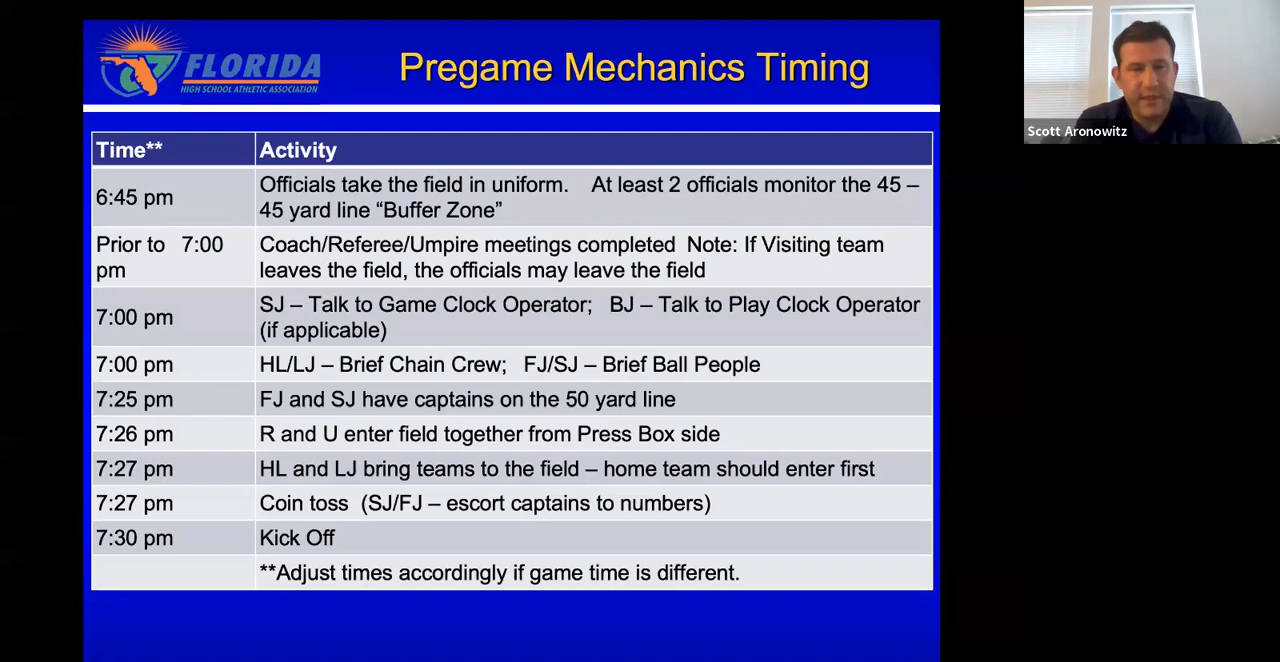 FLORIDA
HIGH SCHOOL ATHLETIC ASSOCIATION
Pregame Mechanics Timing
Time** Activity
6:45 pm Officials take the field in uniform. At least 2 officials monitor the 45 –
45 yard line “Buffer Zone”
Prior to 7:00 Coach/Referee/Umpire meetings completed Note: If Visiting team
pm leaves the field, the officials may leave the field
7:00 pm SJ – Talk to Game Clock Operator; BJ – Talk to Play Clock Operator
(if applicable)
7:00 pm HL/LJ – Brief Chain Crew; FJ/SJ – Brief Ball People
7:25 pm FJ and SJ have captains on the 50 yard line
7:26 pm R and U enter field together from Press Box side
7:27 pm HL and LJ bring teams to the field – home team should enter first
7:27 pm Coin toss (SJ/FJ – escort captains to numbers)
7:30 pm Kick Off
**Adjust times accordingly if game time is different.
Scott Aronowitz